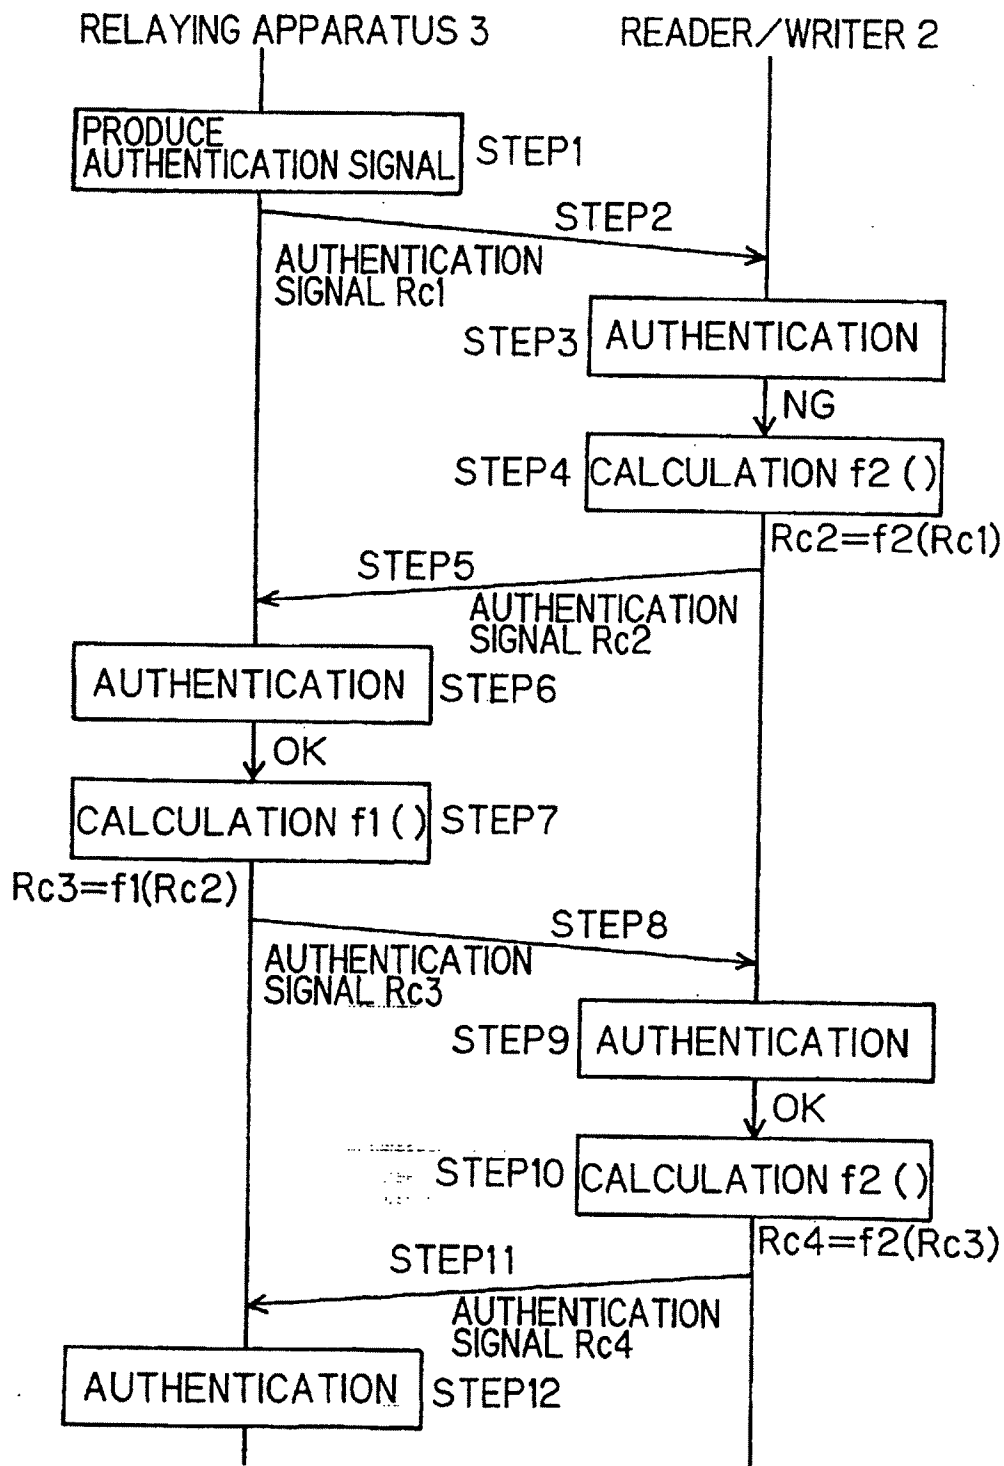 RELAYING APPARATUS 3
READER/WRITER 2
PRODUCE
AUTHENTICATION SIGNAL
STEP1
STEP2
AUTHENTICATION
SIGNAL Rc1
STEP3
AUTHENTICATION
NG
STEP4
CALCULATION f2 ( )
Rc2=f2(Rc1)
STEP5
AUTHENTICATION
SIGNAL Rc2
AUTHENTICATION
STEP6
OK
CALCULATION f1 ( )
STEP7
Rc3=f1(Rc2)
STEP8
AUTHENTICATION
SIGNAL Rc3
STEP9
AUTHENTICATION
OK
STEP10
CALCULATION f2 ( )
Rc4=f2(Rc3)
STEP11
AUTHENTICATION
SIGNAL Rc4
AUTHENTICATION
STEP12